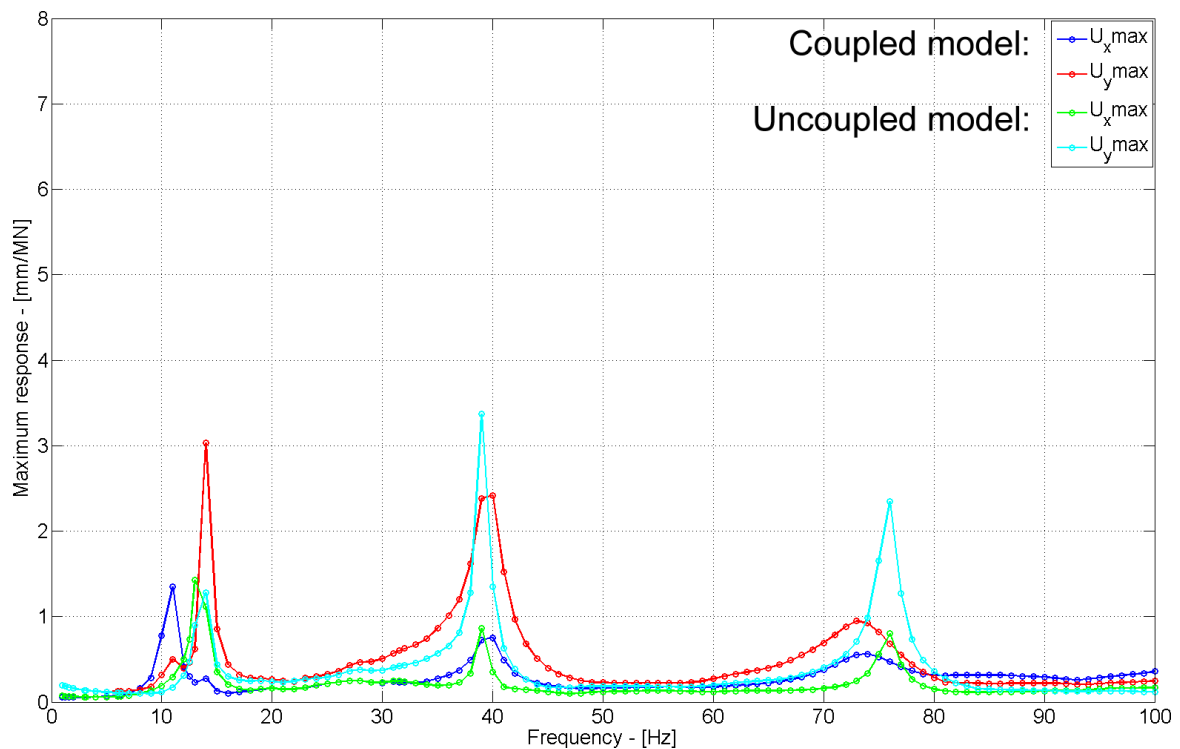 8
7
6
5
4
3
2
1
0
Maximum response - [mm/MN]
0 10 20 30 40 50 60 70 80 90 100
Frequency - [Hz]
Coupled model:
Uxmax
Uymax
Uncoupled model:
Uxmax
Uymax